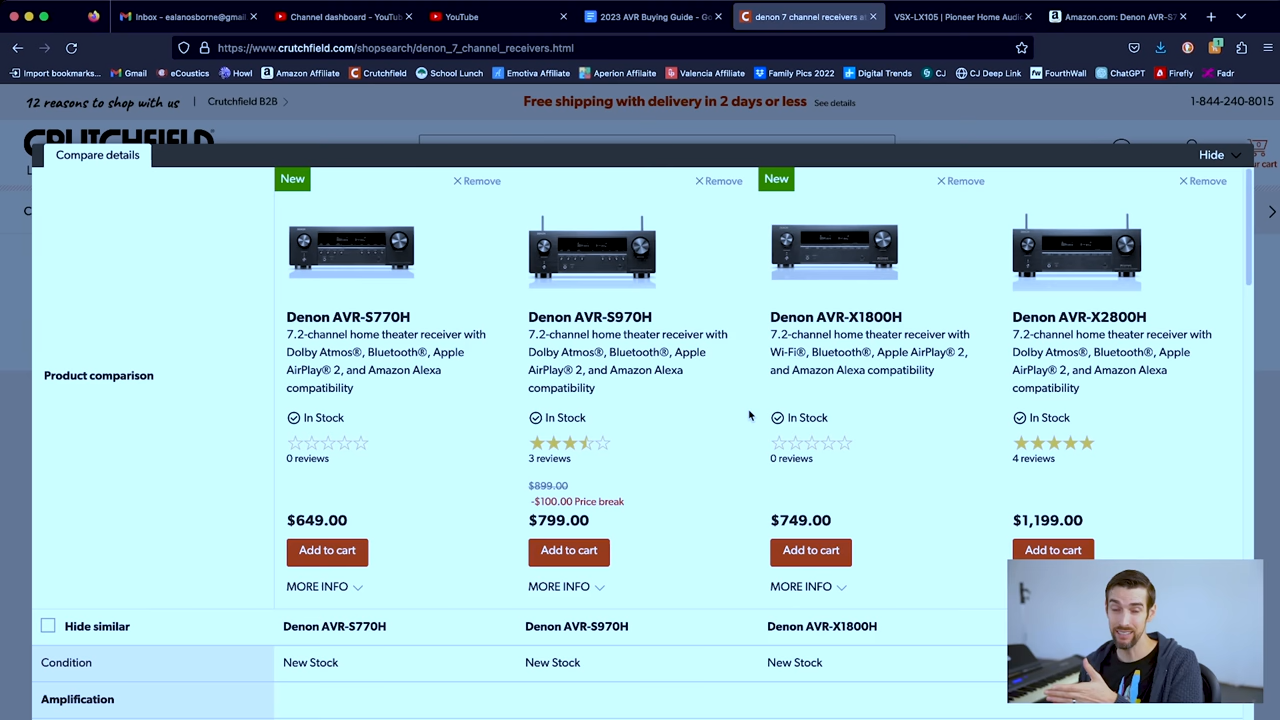 Inbox - ealanosborne@gmail
Channel dashboard - YouTub
YouTube
2023 AVR Buying Guide - Go
denon 7 channel receivers a
VSX-LX105 | Pioneer Home Audio
Amazon.com: Denon AVR-S7
https://www.crutchfield.com/shopsearch/denon_7_channel_receivers.html
Import bookmarks... Gmail eCoustics Howl Amazon Affiliate Crutchfield School Lunch Emotiva Affiliate Aperion Affilaite Valencia Affiliate Family Pics 2022 Digital Trends CJ CJ Deep Link FourthWall ChatGPT Firefly Fadr
12 reasons to shop with us | Crutchfield B2B
Free shipping with delivery in 2 days or less See details
1-844-240-8015
CRUTCHFIELD
Compare details
Hide
New × Remove × Remove New × Remove × Remove
Denon AVR-S770H
7.2-channel home theater receiver with
Dolby Atmos®, Bluetooth®, Apple
AirPlay® 2, and Amazon Alexa
compatibility
In Stock
0 reviews
$649.00
Add to cart
MORE INFO
Denon AVR-S970H
7.2-channel home theater receiver with
Dolby Atmos®, Bluetooth®, Apple
AirPlay® 2, and Amazon Alexa
compatibility
In Stock
3 reviews
$899.00
-$100.00 Price break
$799.00
Add to cart
MORE INFO
Denon AVR-X1800H
7.2-channel home theater receiver with
Wi-Fi®, Bluetooth®, Apple AirPlay® 2,
and Amazon Alexa compatibility
In Stock
0 reviews
$749.00
Add to cart
MORE INFO
Denon AVR-X2800H
7.2-channel home theater receiver with
Dolby Atmos®, Bluetooth®, Apple
AirPlay® 2, and Amazon Alexa
compatibility
In Stock
4 reviews
$1,199.00
Add to cart
Product comparison
Hide similar Denon AVR-S770H Denon AVR-S970H Denon AVR-X1800H
Condition New Stock New Stock New Stock
Amplification